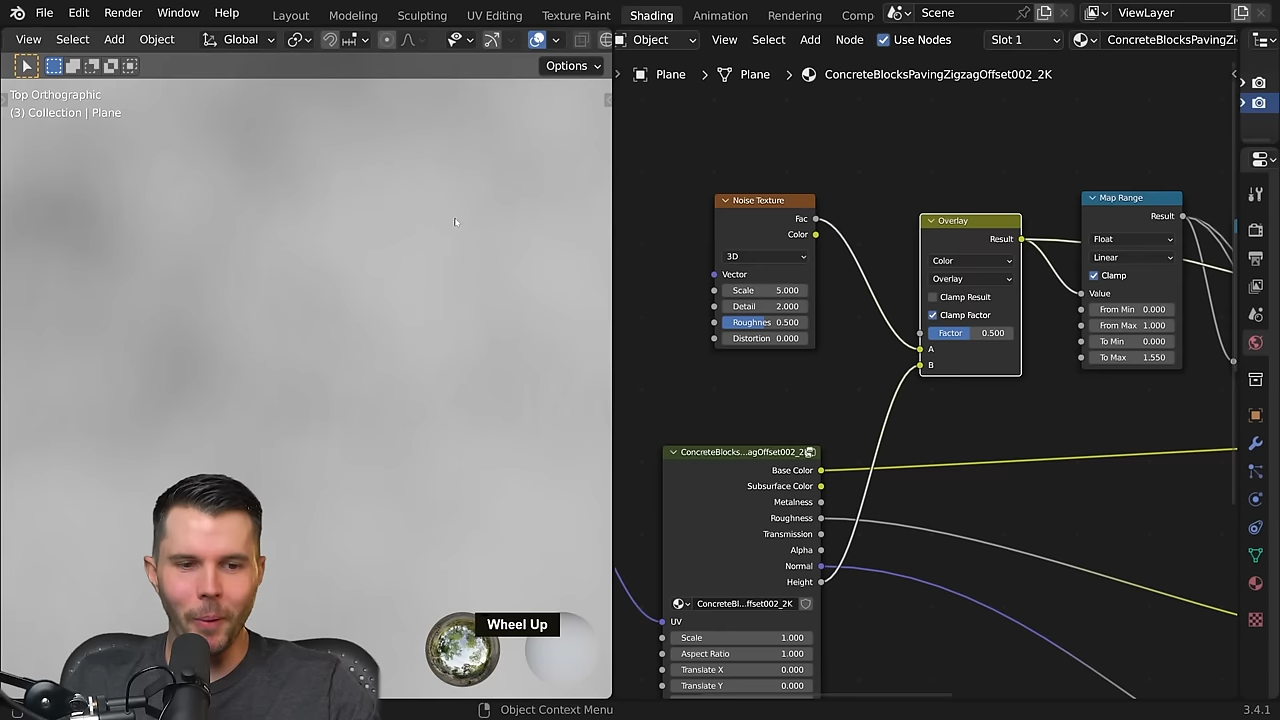 File Edit Render Window Help
Layout Modeling Sculpting UV Editing Texture Paint Shading Animation Rendering Comp
Scene
ViewLayer
View Select Add Object
Global
Object
View Select Add Node
Use Nodes
Slot 1
ConcreteBlocksPavingZi
Options
Plane
Plane
ConcreteBlocksPavingZigzagOffset002_2K
Top Orthographic
(3) Collection | Plane
Noise Texture
Fac
Color
3D
Vector
Scale 5.000
Detail 2.000
Roughnes 0.500
Distortion 0.000
Overlay
Result
Color
Overlay
Clamp Result
Clamp Factor
Factor 0.500
A
B
Map Range
Result
Float
Linear
Clamp
Value
From Min 0.000
From Max 1.000
To Min 0.000
To Max 1.550
ConcreteBlocks...agOffset002_2
Base Color
Subsurface Color
Metalness
Roughness
Transmission
Alpha
Normal
Height
ConcreteBl...ffset002_2K
UV
Scale 1.000
Aspect Ratio 1.000
Translate X 0.000
Translate Y 0.000
Wheel Up
Object Context Menu
3.4.1